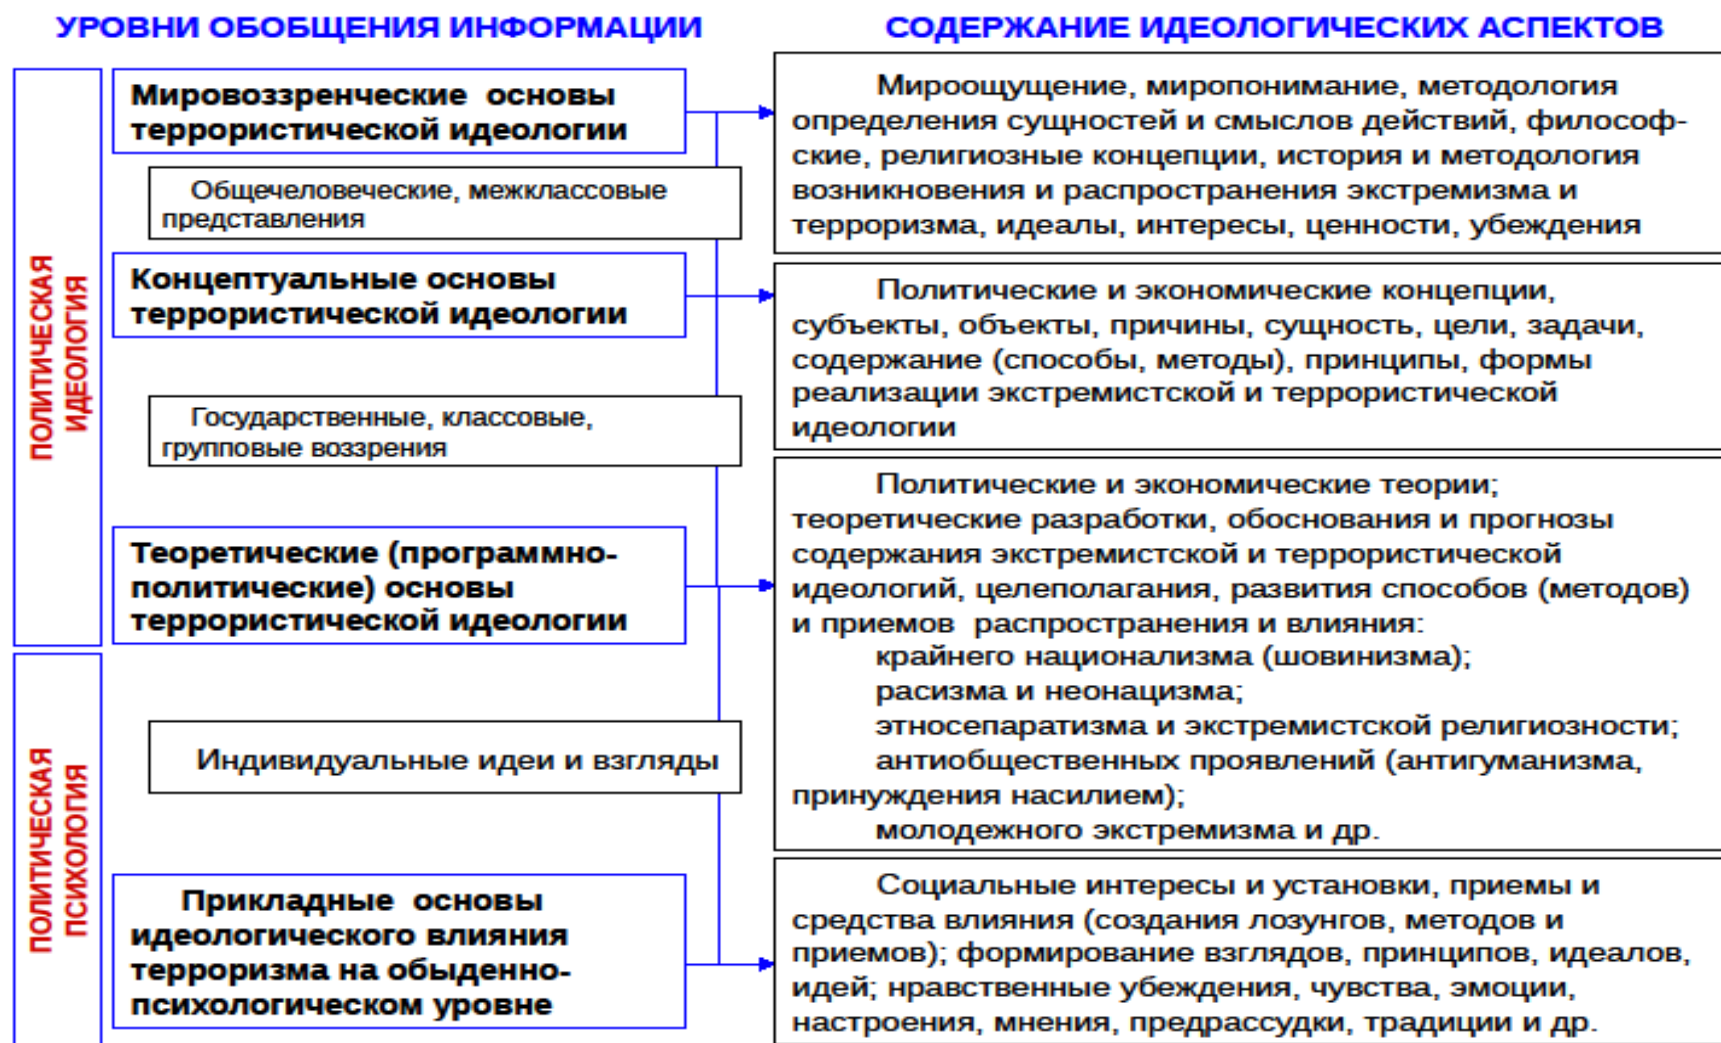 УРОВНИ ОБОБЩЕНИЯ ИНФОРМАЦИИ
СОДЕРЖАНИЕ ИДЕОЛОГИЧЕСКИХ АСПЕКТОВ
ПОЛИТИЧЕСКАЯ
ИДЕОЛОГИЯ
Мировоззренческие основы
террористической идеологии
Мироощущение, миропонимание, методология
определения сущностей и смыслов действий, философ-
ские, религиозные концепции, история и методология
возникновения и распространения экстремизма и
терроризма, идеалы, интересы, ценности, убеждения
Общечеловеческие, межклассовые
представления
Концептуальные основы
террористической идеологии
Политические и экономические концепции,
субъекты, объекты, причины, сущность, цели, задачи,
содержание (способы, методы), принципы, формы
реализации экстремистской и террористической
идеологии
Государственные, классовые,
групповые воззрения
Теоретические (программно-
политические) основы
террористической идеологии
Политические и экономические теории;
теоретические разработки, обоснования и прогнозы
содержания экстремистской и террористической
идеологий, целеполагания, развития способов (методов)
и приемов распространения и влияния:
крайнего национализма (шовинизма);
расизма и неонацизма;
этносепаратизма и экстремистской религиозности;
антиобщественных проявлений (антигуманизма,
принуждения насилием);
молодежного экстремизма и др.
ПОЛИТИЧЕСКАЯ
ПСИХОЛОГИЯ
Индивидуальные идеи и взгляды
Прикладные основы
идеологического влияния
терроризма на обыденно-
психологическом уровне
Социальные интересы и установки, приемы и
средства влияния (создания лозунгов, методов и
приемов); формирование взглядов, принципов, идеалов,
идей; нравственные убеждения, чувства, эмоции,
настроения, мнения, предрассудки, традиции и др.